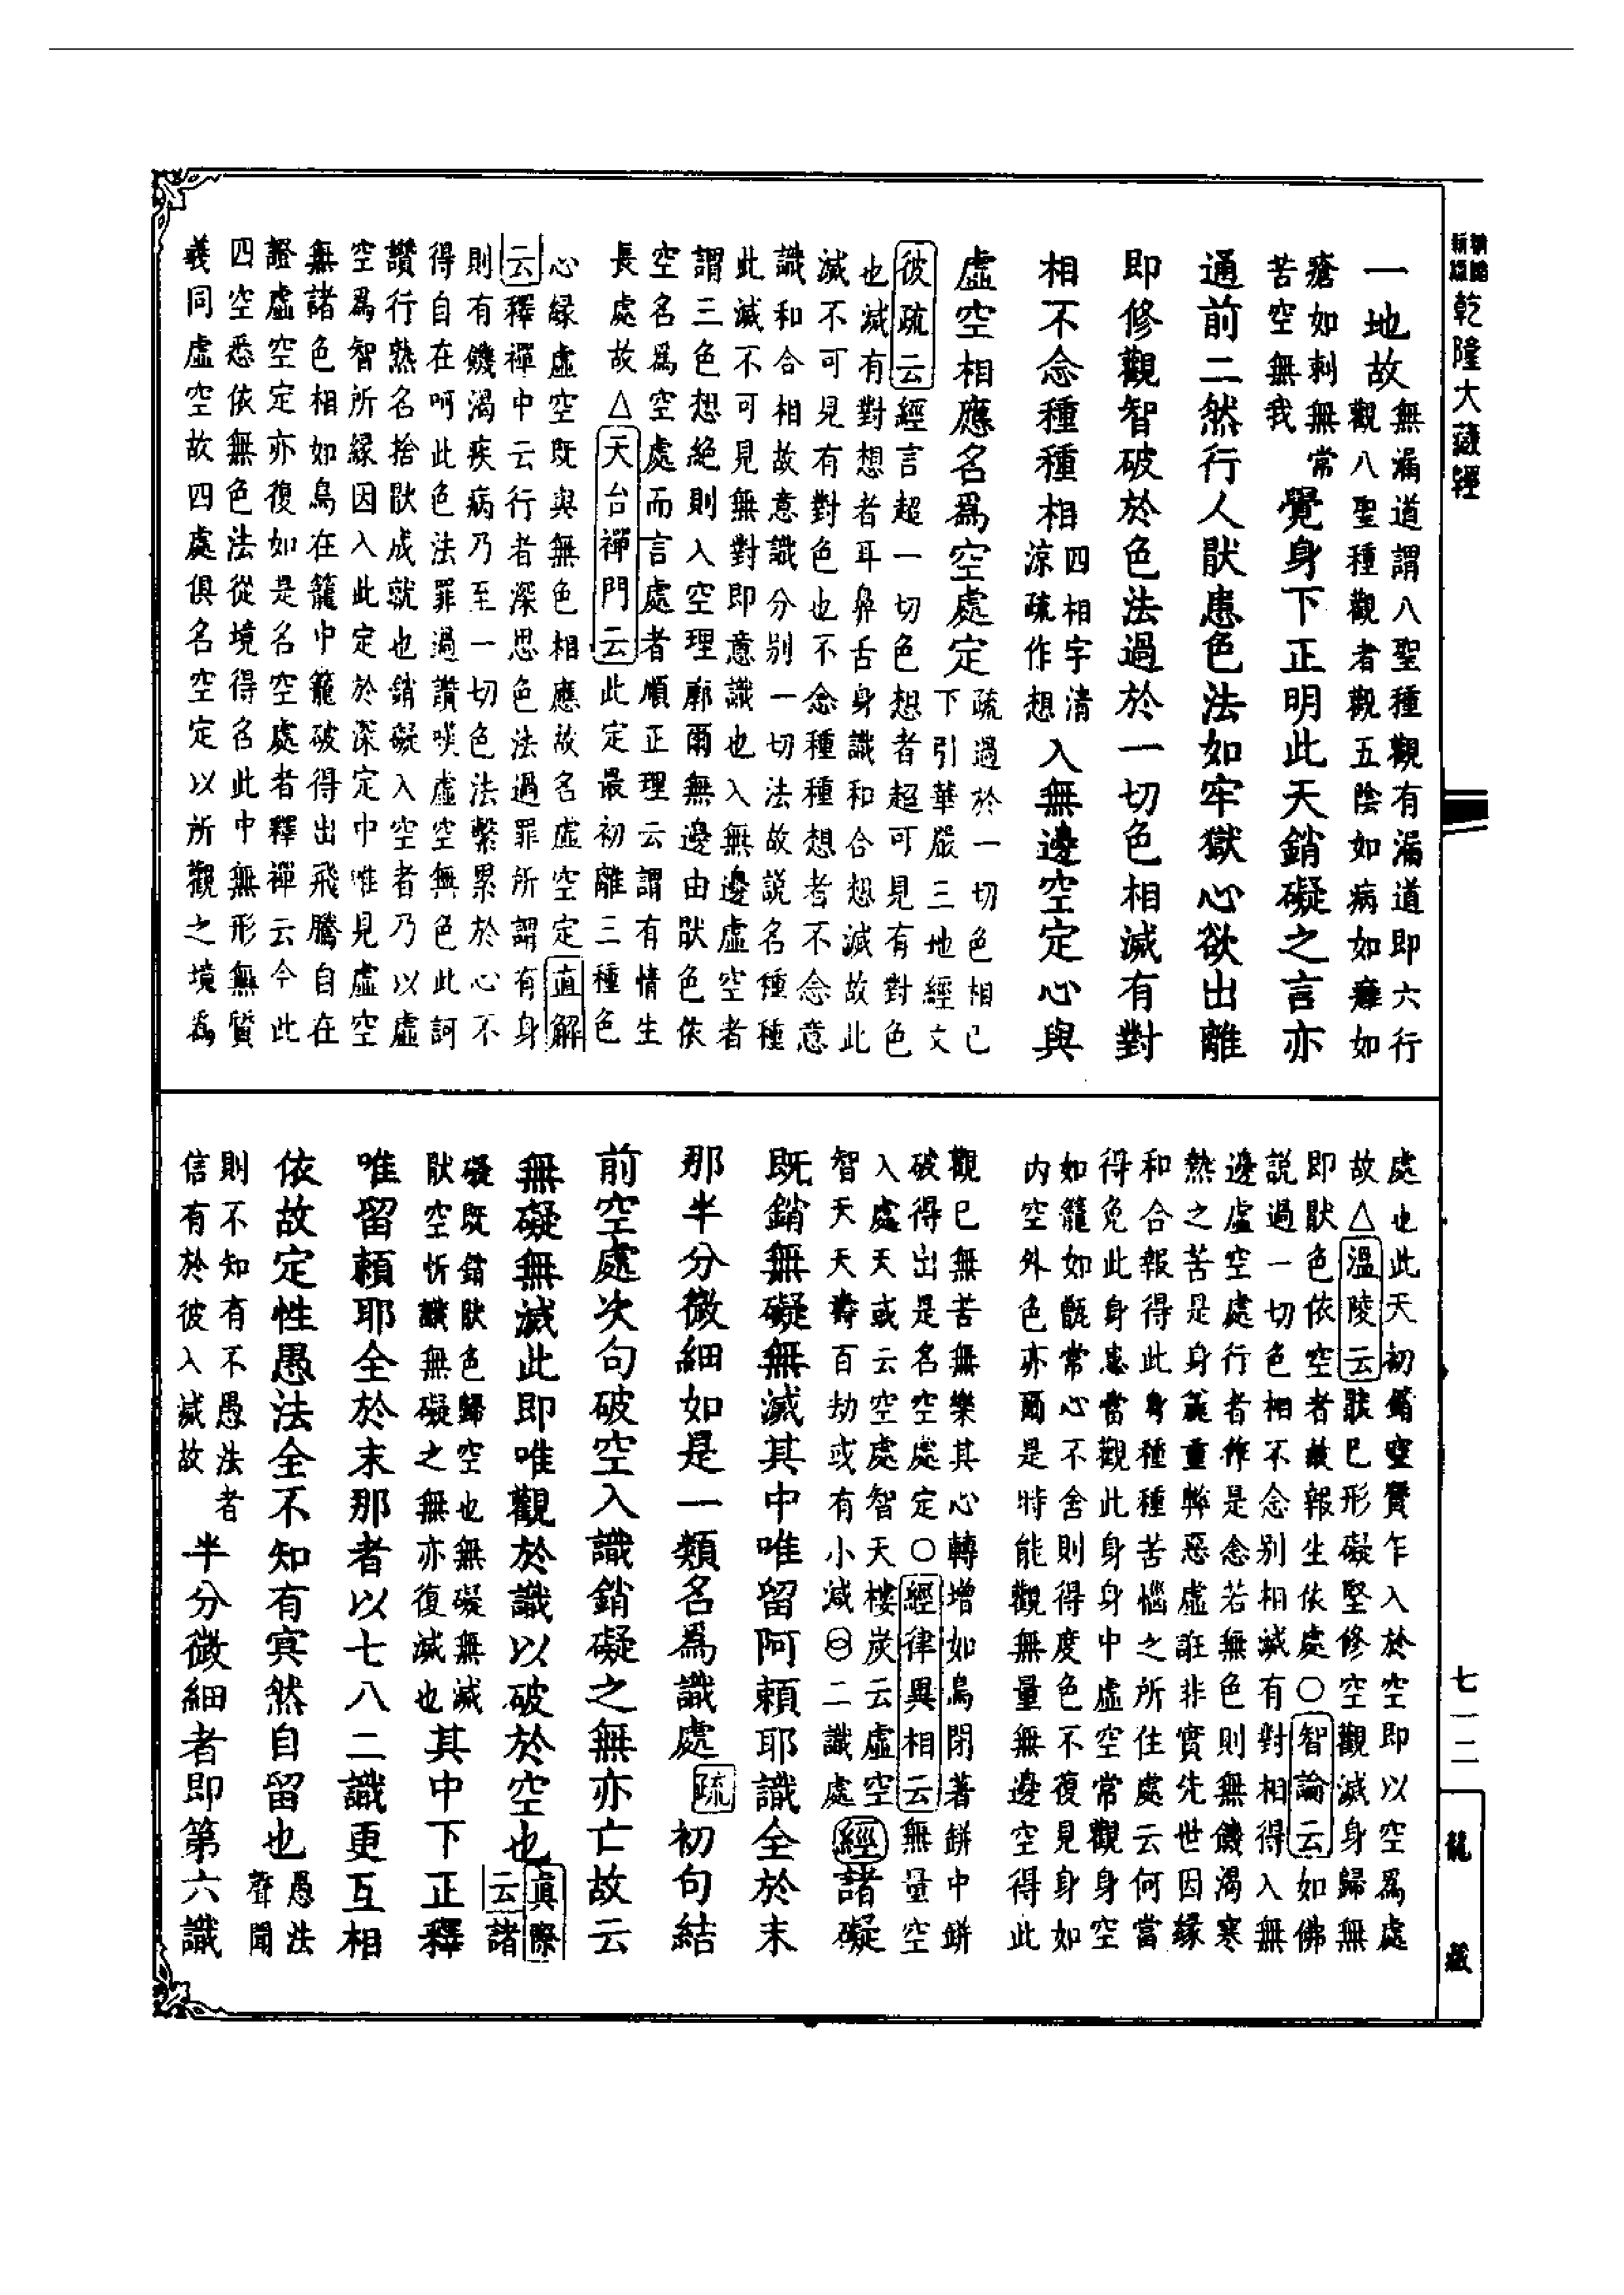 乾隆大藏經
一地故無漏道謂八聖種觀有漏道即六行
觀八聖種觀者觀五陰如病如癰如
瘡如刺無常
苦空無我
覺身下正明此天銷礙之言亦
通前二然行人猒患色法如牢獄心欲出離
即修觀智破於色法過於一切色相滅有對
相不念種種相四相字清
涼疏作想
入無邊空定心與
虛空相應名為空處定疏過於一切色相已
下引華嚴三地經文
彼疏云經言超一切色想者超可見有對色
也滅有對想者耳鼻舌身識和合想滅故此
滅不可見有對色也不念種種想者不念意
識和合相故意識分別一切法故說名種種
此滅不可見無對即意識也入無邊虛空者
謂三色想絕則入空理廓爾無邊由猒色依
空名為空處而言處者順正理云謂有情生
長處故△天台禪門云此定最初離三種色
心緣虛空既與無色相應故名虛空定直解
云釋禪中云行者深思色法過罪所謂有身
則有饑渴疾病乃至一切色法繫累於心不
得自在呵此色法罪過讚嘆虛空無色此訶
讚行熟名捨猒成就也銷礙入空者乃以虛
空為智所緣因入此定於深定中唯見虛空
無諸色相如鳥在籠中籠破得出飛騰自在
證虛空定亦復如是名空處者釋禪云今此
四空悉依無色法從境得名此中無形無質
義同虛空故四處俱名空定以所觀之境為
處也此天初銷空質乍入於空即以空為處
故△溫陵云猒已形礙堅修空觀滅身歸無
即猒色依空者故報生依處○智論云如佛
說過一切色相不念別相滅有對相得入無
邊虛空處行者作是念若無色則無饑渴寒
熱之苦是身麤重弊惡虛誑非實先世因緣
和合報得此身種種苦惱之所住處云何當
得免此身患當觀此身身中虛空常觀身空
如籠如甑常心不舍則得度色不復見身如
內空外色亦爾是時能觀無量無邊空得此
觀已無苦無樂其心轉增如鳥閉著缾中缾
破得出是名空處定○經律異相云無量空
入處天或云空處智天樓炭云虛空
智天天壽百劫或有小減㊀二識處
經諸礙
既銷無礙無滅其中唯留阿賴耶識全於末
那半分微細如是一類名為識處疏初句結
前空處次句破空入識銷礙之無亦亡故云
無礙無滅此即唯觀於識以破於空也真際
云諸
礙既銷猒色歸空也無礙無滅
猒空忻識無礙之無亦復滅也
其中下正釋
唯留賴耶全於末那者以七八二識更互相
依故定性愚法全不知有宾然自留也愚法
聲聞
則不知有不愚法者
信有於彼入滅故
半分微細者即第六識
七一二
龍藏